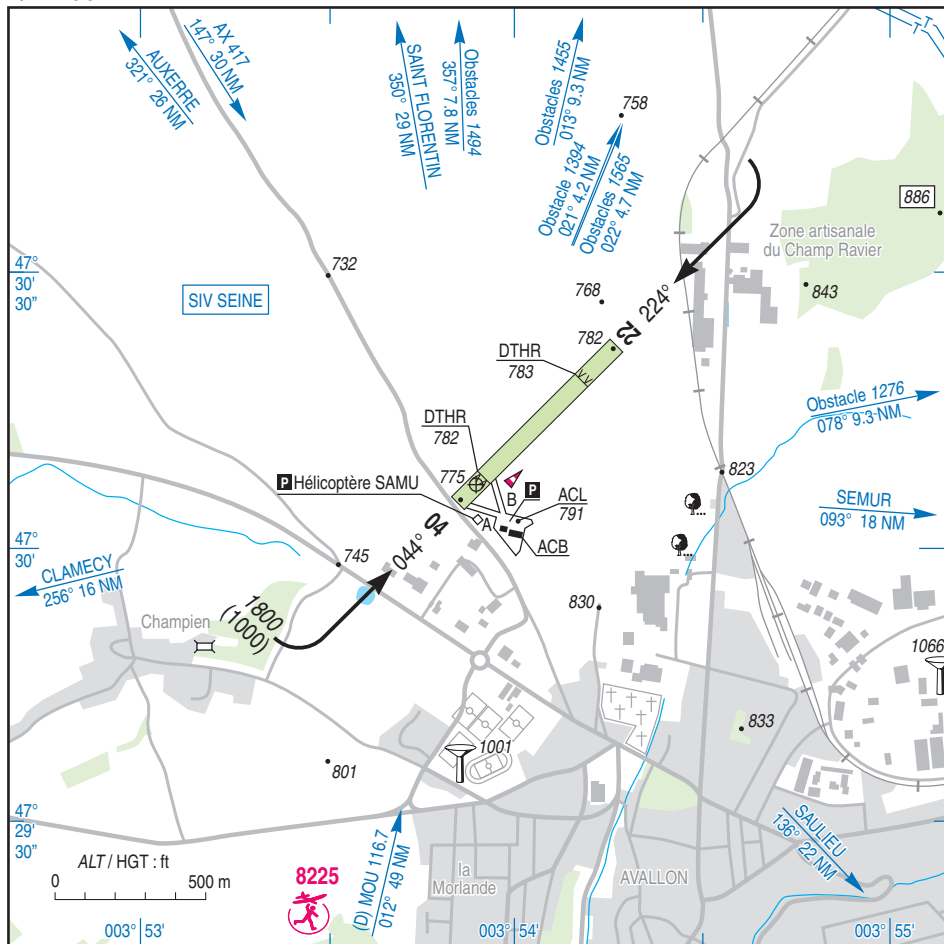 AX 417
147° 30 NM
AUXERRE
321° 26 NM
SAINT FLORENTIN
350° 29 NM
Obstacles 1494
357° 7.8 NM
Obstacles 1455
013° 9.3 NM
758
Obstacle 1394
021° 4.2 NM
Obstacles 1565
022° 4.7 NM
T
T
886
Zone artisanale
du Champ Ravier
47°
30'
30"
732
SIV SEINE
843
768
22
224°
782
DTHR
783
Obstacle 1276
078° 9.3 NM
DTHR
782
775
P Hélicoptère SAMU
P
B
A
ACL
791
ACB
823
SEMUR
093° 18 NM
47°
30'
04
044°
745
CLAMECY
256° 16 NM
1800
(1000)
Champien
830
1066
833
1001
801
47°
29'
30"
SAULIEU
136° 22 NM
ALT / HGT : ft
0
500 m
8225
(D) MOU 116.7
012° 49 NM
la
Morlande
AVALLON
003° 53'
003° 54'
003° 55'